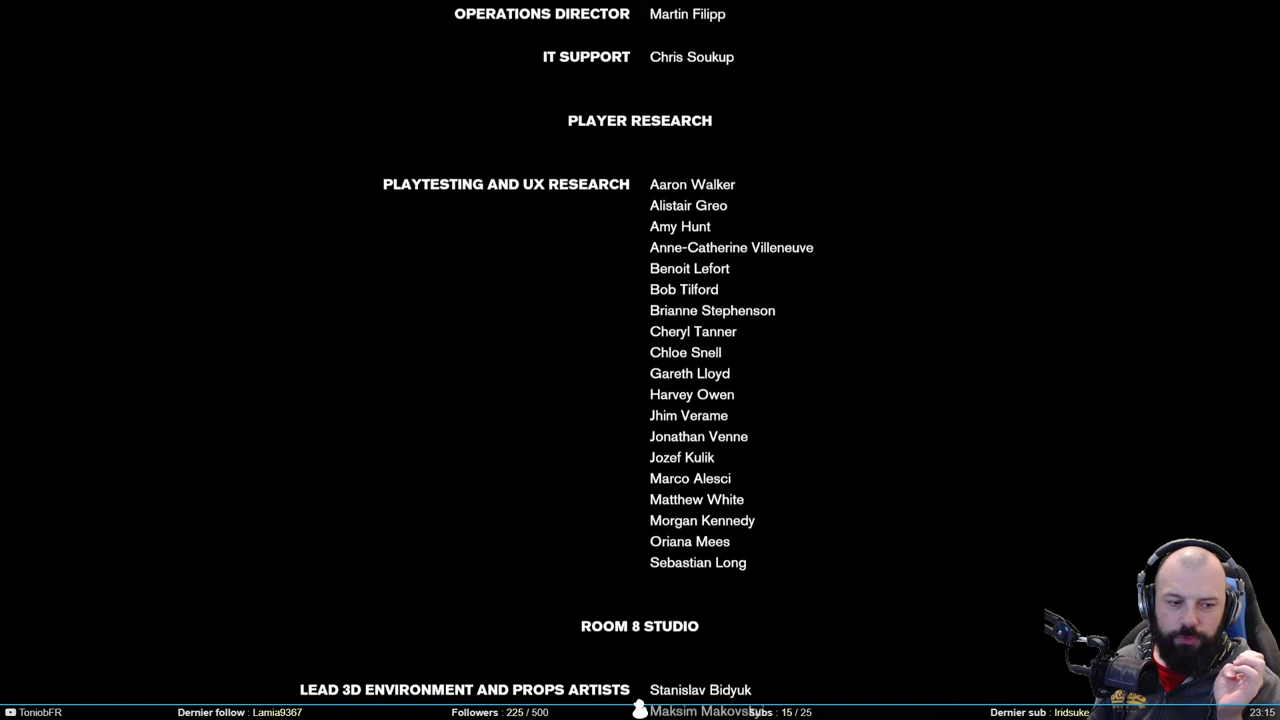 OPERATIONS DIRECTOR Martin Filipp
IT SUPPORT Chris Soukup
PLAYER RESEARCH
PLAYTESTING AND UX RESEARCH Aaron Walker
Alistair Greo
Amy Hunt
Anne-Catherine Villeneuve
Benoit Lefort
Bob Tilford
Brianne Stephenson
Cheryl Tanner
Chloe Snell
Gareth Lloyd
Harvey Owen
Jhim Verame
Jonathan Venne
Jozef Kulik
Marco Alesci
Matthew White
Morgan Kennedy
Oriana Mees
Sebastian Long
ROOM 8 STUDIO
LEAD 3D ENVIRONMENT AND PROPS ARTISTS Stanislav Bidyuk
Maksim Makovskyi
ToniobFR Dernier follow : Lamia9367 Followers : 225 / 500 Subs : 15 / 25 Dernier sub : Iridsuke 23:15